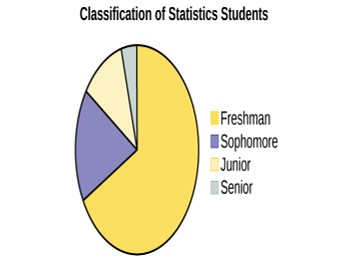 Classification of Statistics Students
Freshman
Sophomore
Junior
Senior